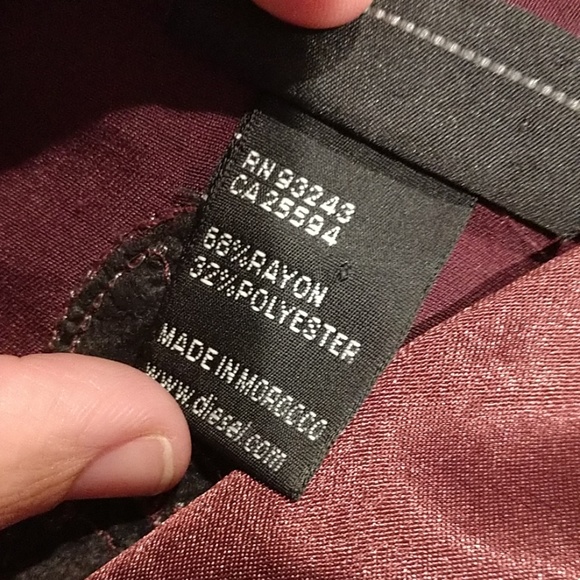 RN 93243
CA 25594
68%RAYON
32%POLYESTER
MADE IN MOROCCO
www.diesel.com